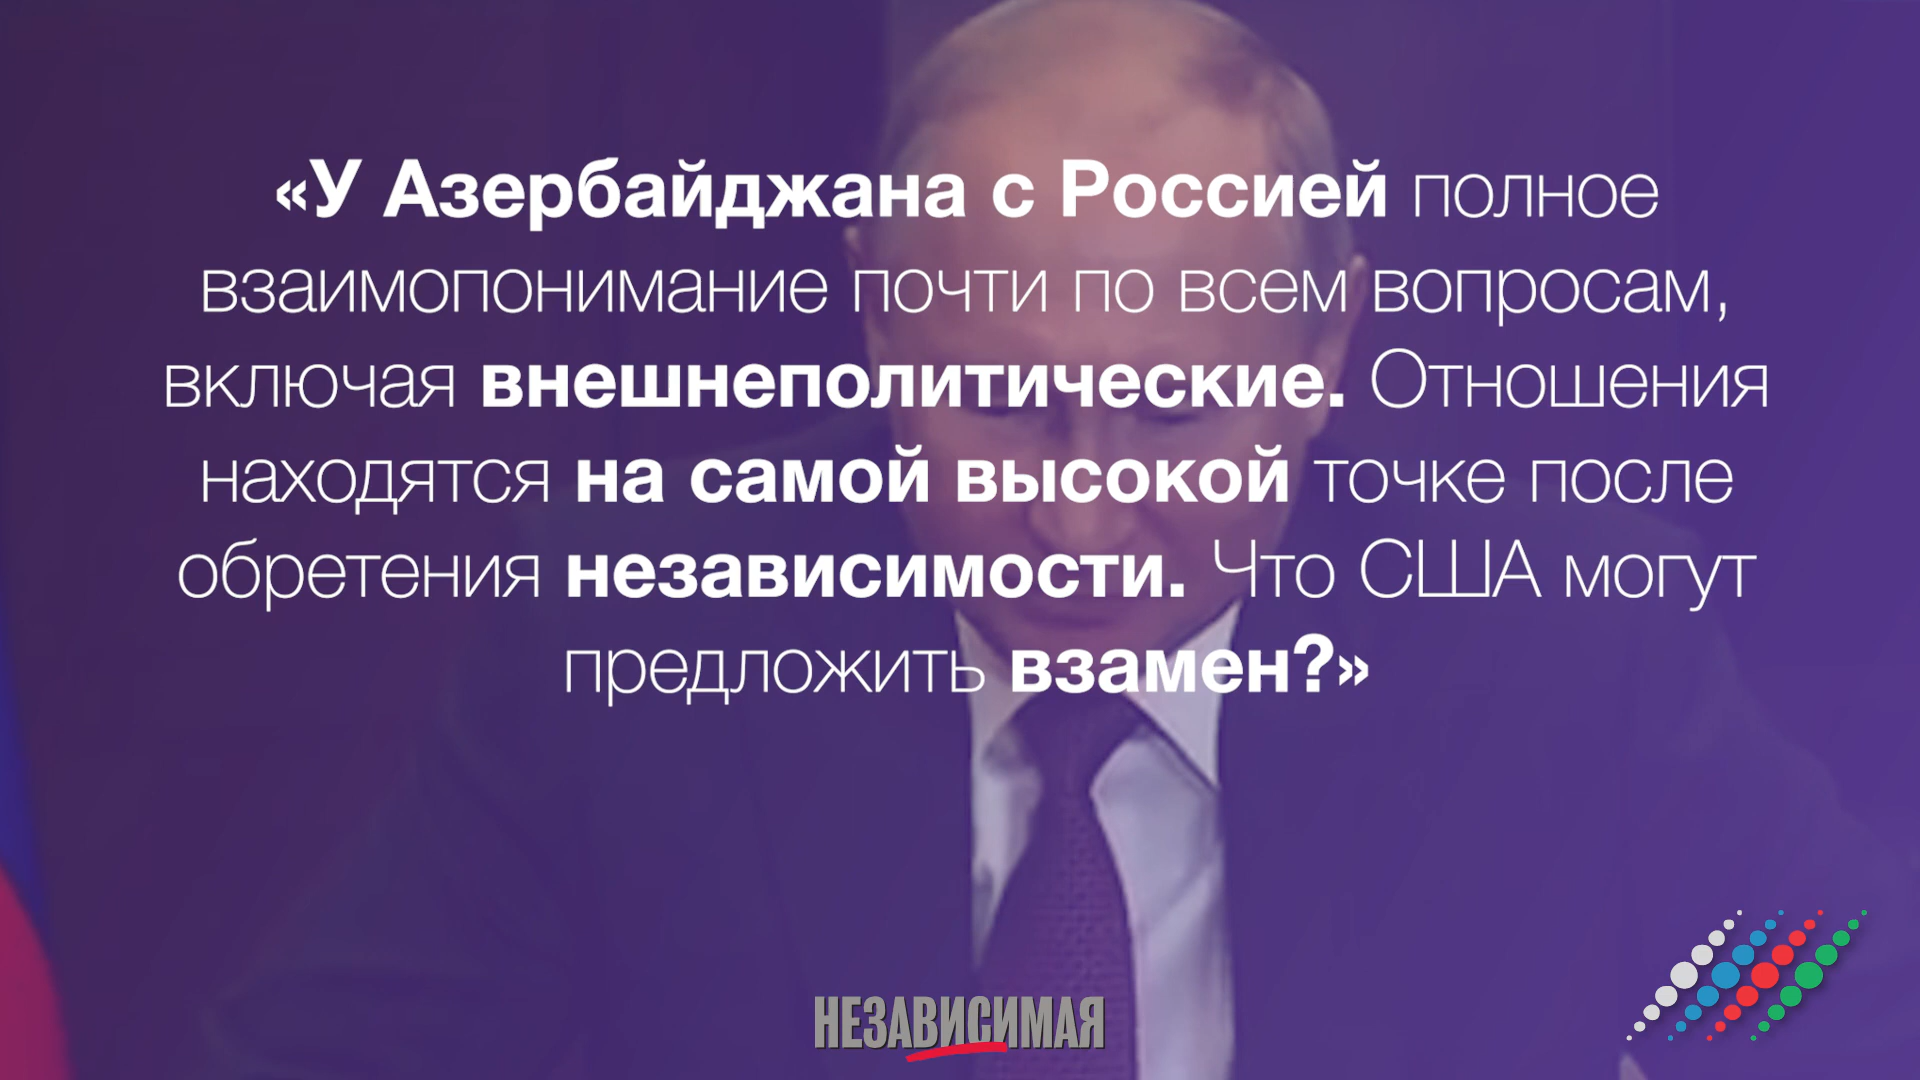 «У Азербайджана с Россией полное
взаимопонимание почти по всем вопросам,
включая внешнеполитические. Отношения
находятся на самой высокой точке после
обретения независимости. Что США могут
предложить взамен?»
НЕЗАВИСИМАЯ